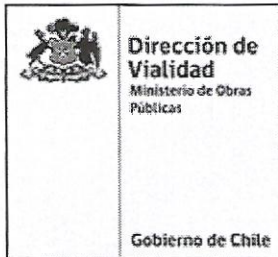 Dirección de
Vialidad
Ministerio de Obras
Públicas
Gobierno de Chile